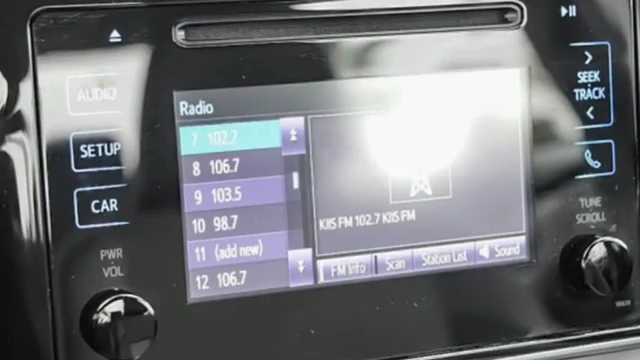 AUDIO
SETUP
CAR
PWR
VOL
Radio
7 102.7
8 106.7
9 103.5
10 98.7
11 (add new)
12 106.7
KIIS FM 102.7 KIIS FM
FM Info
Scan
Station List
Sound
SEEK
TRACK
TUNE
SCROLL